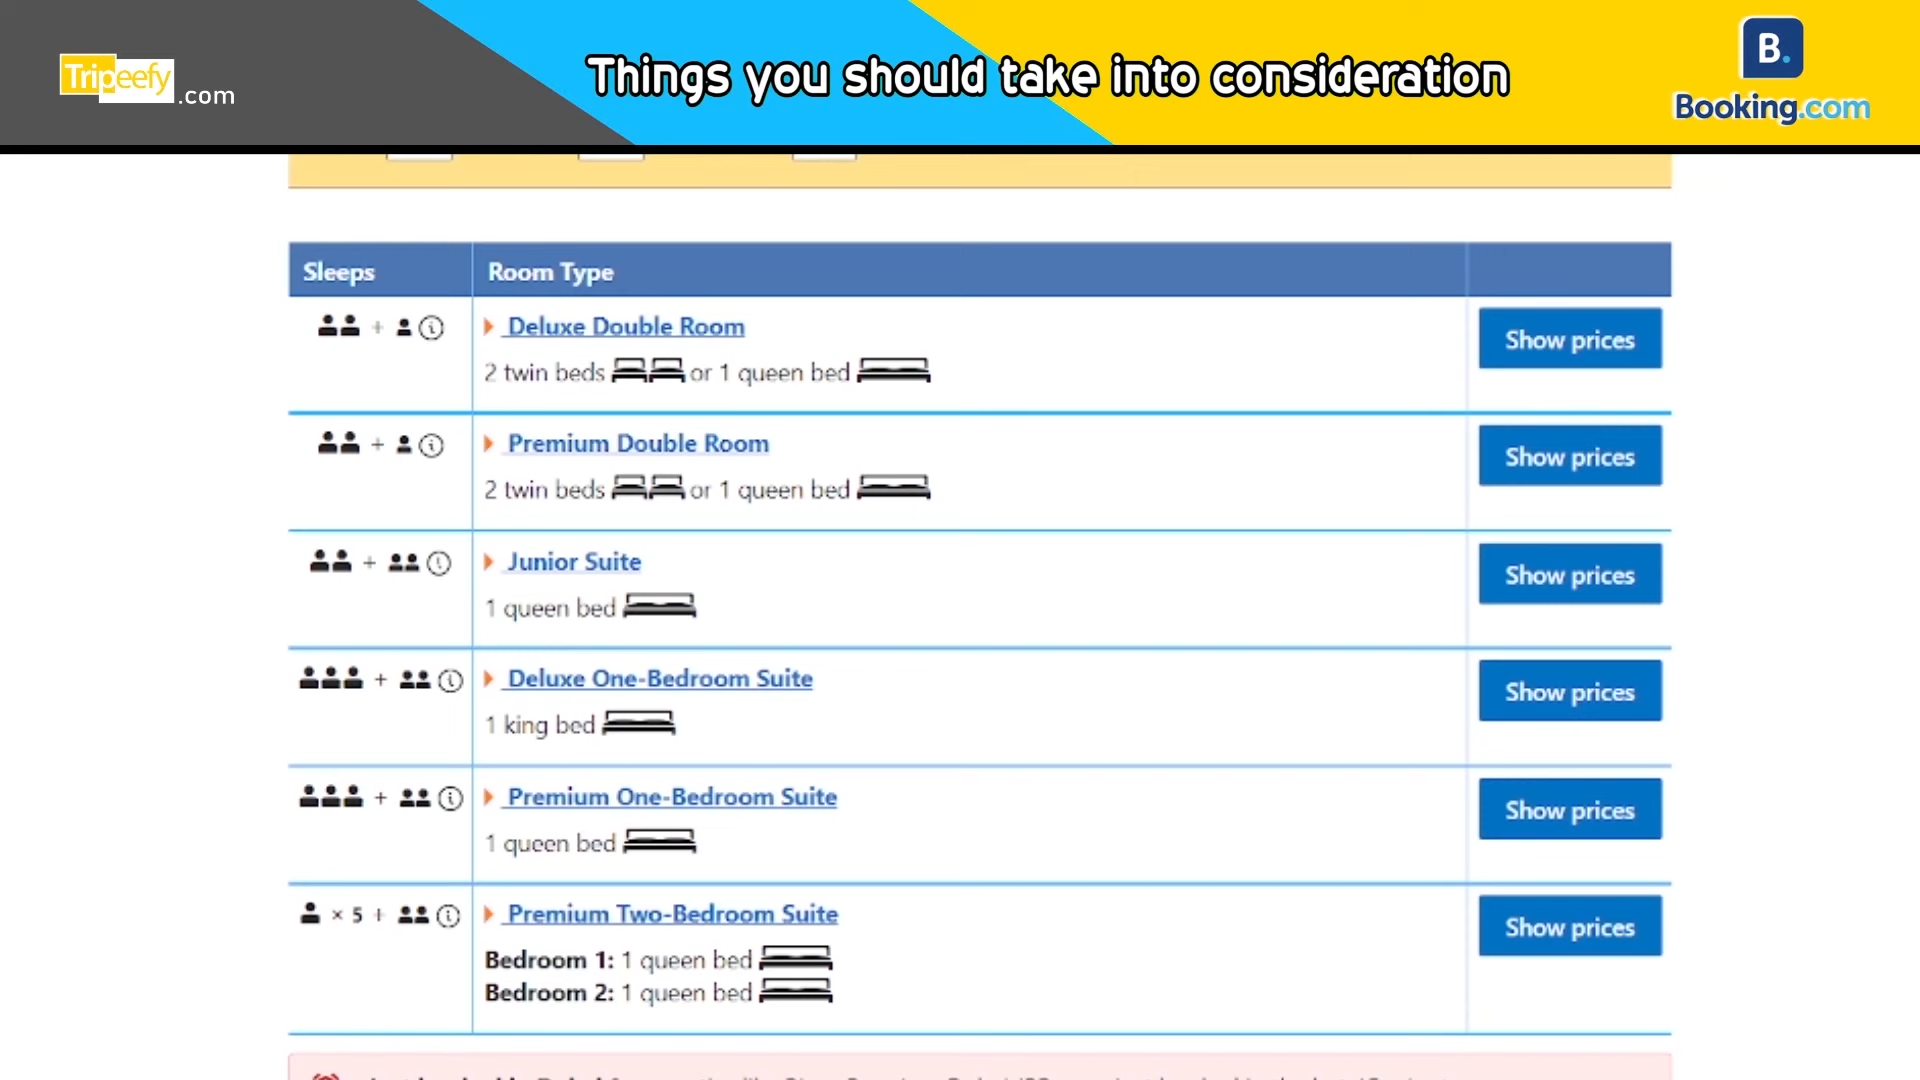 Tripeefy.com
Things you should take into consideration
B.
Booking.com
Sleeps
Room Type
+
Deluxe Double Room
Show prices
2 twin beds or 1 queen bed
+
Premium Double Room
Show prices
2 twin beds or 1 queen bed
+
Junior Suite
Show prices
1 queen bed
+
Deluxe One-Bedroom Suite
Show prices
1 king bed
+
Premium One-Bedroom Suite
Show prices
1 queen bed
× 5 +
Premium Two-Bedroom Suite
Show prices
Bedroom 1: 1 queen bed
Bedroom 2: 1 queen bed